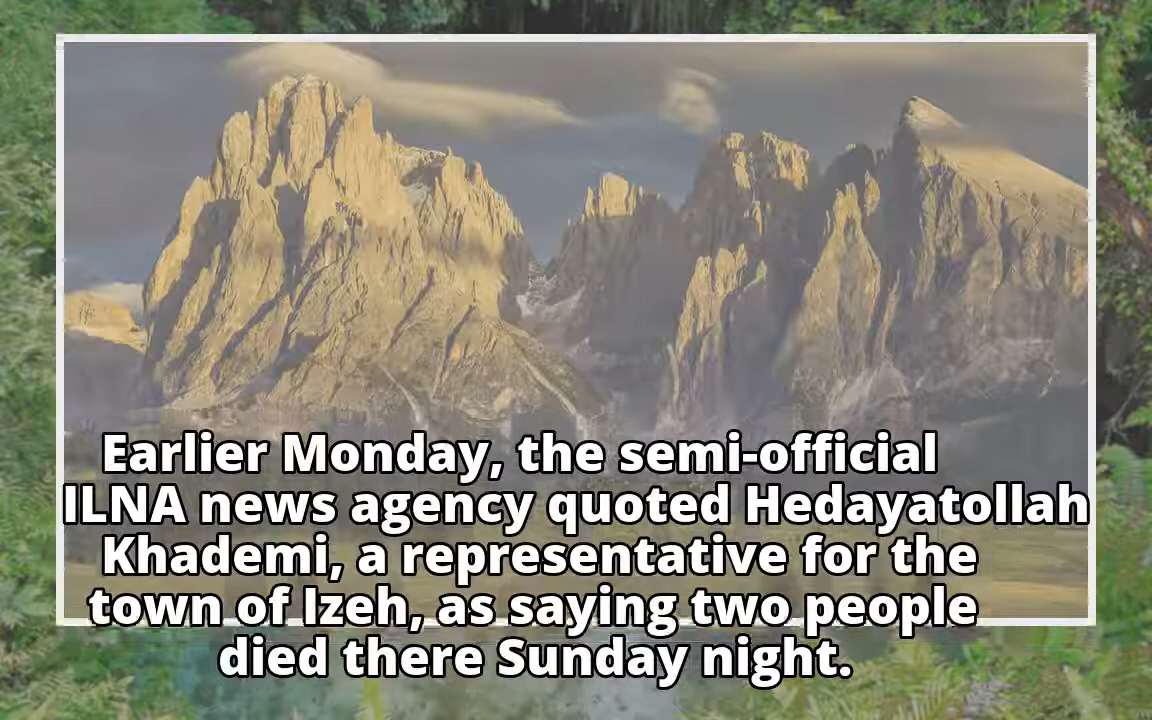 Earlier Monday, the semi-official
ILNA news agency quoted Hedayatollah
Khademi, a representative for the
town of Izeh, as saying two people
died there Sunday night.